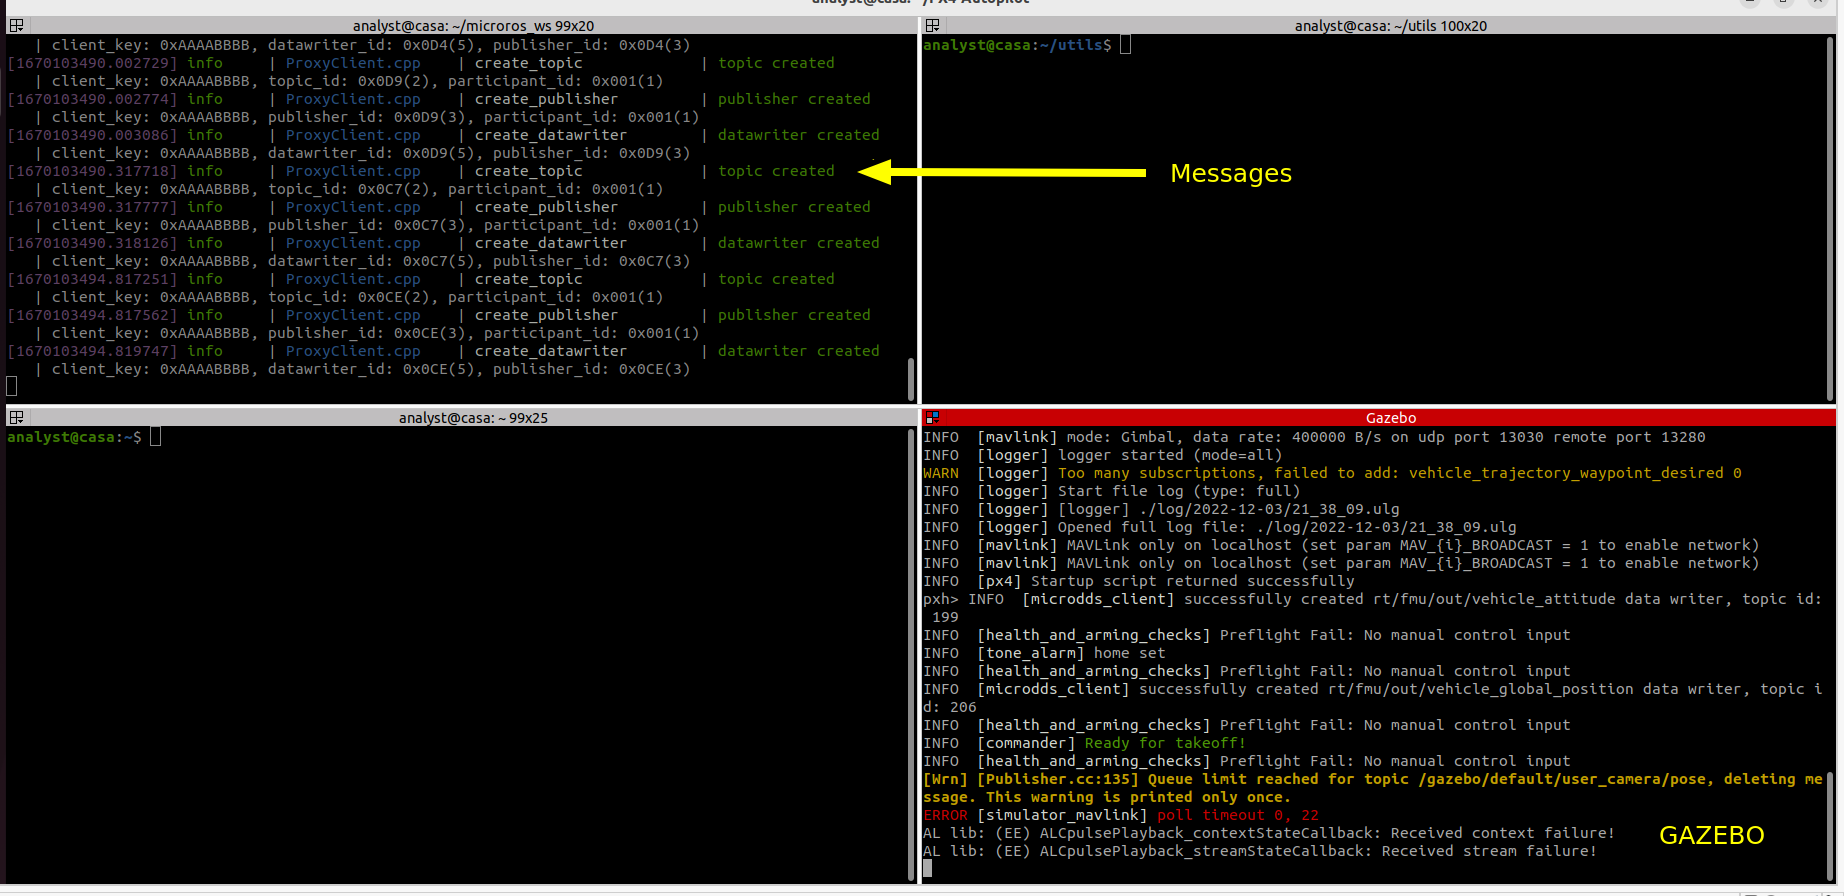 analyst@casa: ~/PX4-Autopilot
analyst@casa: ~/microros_ws 99x20
| client_key: 0xAAAABBBB, datawriter_id: 0x0D4(5), publisher_id: 0x0D4(3)
[1670103490.002729] info | ProxyClient.cpp | create_topic | topic created
| client_key: 0xAAAABBBB, topic_id: 0x0D9(2), participant_id: 0x001(1)
[1670103490.002774] info | ProxyClient.cpp | create_publisher | publisher created
| client_key: 0xAAAABBBB, publisher_id: 0x0D9(3), participant_id: 0x001(1)
[1670103490.003086] info | ProxyClient.cpp | create_datawriter | datawriter created
| client_key: 0xAAAABBBB, datawriter_id: 0x0D9(5), publisher_id: 0x0D9(3)
[1670103490.317718] info | ProxyClient.cpp | create_topic | topic created
| client_key: 0xAAAABBBB, topic_id: 0x0C7(2), participant_id: 0x001(1)
[1670103490.317777] info | ProxyClient.cpp | create_publisher | publisher created
| client_key: 0xAAAABBBB, publisher_id: 0x0C7(3), participant_id: 0x001(1)
[1670103490.318126] info | ProxyClient.cpp | create_datawriter | datawriter created
| client_key: 0xAAAABBBB, datawriter_id: 0x0C7(5), publisher_id: 0x0C7(3)
[1670103494.817251] info | ProxyClient.cpp | create_topic | topic created
| client_key: 0xAAAABBBB, topic_id: 0x0CE(2), participant_id: 0x001(1)
[1670103494.817562] info | ProxyClient.cpp | create_publisher | publisher created
| client_key: 0xAAAABBBB, publisher_id: 0x0CE(3), participant_id: 0x001(1)
[1670103494.819747] info | ProxyClient.cpp | create_datawriter | datawriter created
| client_key: 0xAAAABBBB, datawriter_id: 0x0CE(5), publisher_id: 0x0CE(3)
analyst@casa: ~/utils 100x20
analyst@casa:~/utils$
Messages
analyst@casa: ~ 99x25
analyst@casa:~$
Gazebo
INFO [mavlink] mode: Gimbal, data rate: 400000 B/s on udp port 13030 remote port 13280
INFO [logger] logger started (mode=all)
WARN [logger] Too many subscriptions, failed to add: vehicle_trajectory_waypoint_desired 0
INFO [logger] Start file log (type: full)
INFO [logger] [logger] ./log/2022-12-03/21_38_09.ulg
INFO [logger] Opened full log file: ./log/2022-12-03/21_38_09.ulg
INFO [mavlink] MAVLink only on localhost (set param MAV_{i}_BROADCAST = 1 to enable network)
INFO [mavlink] MAVLink only on localhost (set param MAV_{i}_BROADCAST = 1 to enable network)
INFO [px4] Startup script returned successfully
pxh> INFO [microdds_client] successfully created rt/fmu/out/vehicle_attitude data writer, topic id:
199
INFO [health_and_arming_checks] Preflight Fail: No manual control input
INFO [tone_alarm] home set
INFO [health_and_arming_checks] Preflight Fail: No manual control input
INFO [microdds_client] successfully created rt/fmu/out/vehicle_global_position data writer, topic i
d: 206
INFO [health_and_arming_checks] Preflight Fail: No manual control input
INFO [commander] Ready for takeoff!
INFO [health_and_arming_checks] Preflight Fail: No manual control input
[Wrn] [Publisher.cc:135] Queue limit reached for topic /gazebo/default/user_camera/pose, deleting me
ssage. This warning is printed only once.
ERROR [simulator_mavlink] poll timeout 0, 22
AL lib: (EE) ALCpulsePlayback_contextStateCallback: Received context failure!
AL lib: (EE) ALCpulsePlayback_streamStateCallback: Received stream failure!
GAZEBO